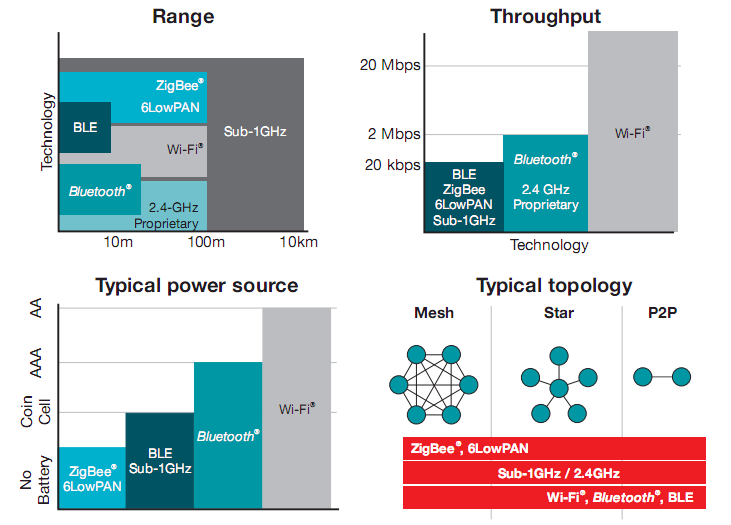 Range
Technology
ZigBee®
6LowPAN
BLE
Sub-1GHz
Wi-Fi®
Bluetooth®
2.4-GHz
Proprietary
10m 100m 10km
Throughput
20 Mbps
2 Mbps
20 kbps
Wi-Fi®
Bluetooth®
2.4 GHz
Proprietary
BLE
ZigBee
6LowPAN
Sub-1GHz
Technology
Typical power source
AA
AAA
Coin
Cell
No
Battery
ZigBee®
6LowPAN
BLE
Sub-1GHz
Bluetooth®
Wi-Fi®
Typical topology
Mesh Star P2P
ZigBee®, 6LowPAN
Sub-1GHz / 2.4GHz
Wi-Fi®, Bluetooth®, BLE